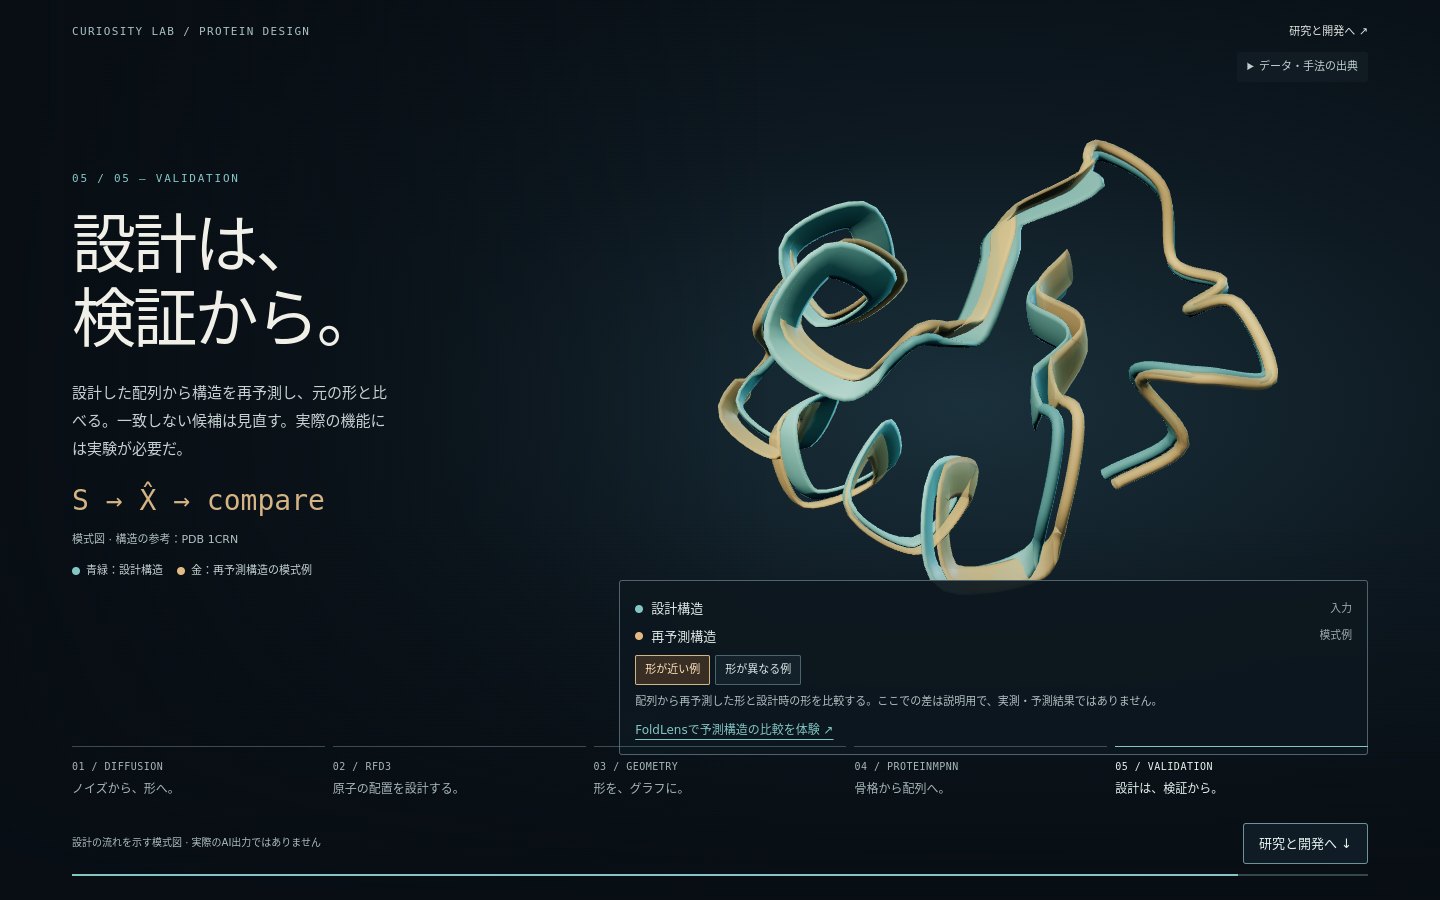 CURIOSITY LAB / PROTEIN DESIGN
研究と開発へ ↗
▶ データ・手法の出典
05 / 05 — VALIDATION
設計は、
検証から。
設計した配列から構造を再予測し、元の形と比
べる。一致しない候補は見直す。実際の機能に
は実験が必要だ。
S → X̂ → compare
模式図 · 構造の参考：PDB 1CRN
青緑：設計構造 金：再予測構造の模式例
設計構造 入力
再予測構造 模式例
形が近い例 形が異なる例
配列から再予測した形と設計時の形を比較する。ここでの差は説明用で、実測・予測結果ではありません。
FoldLensで予測構造の比較を体験 ↗
01 / DIFFUSION
ノイズから、形へ。
02 / RFD3
原子の配置を設計する。
03 / GEOMETRY
形を、グラフに。
04 / PROTEINMPNN
骨格から配列へ。
05 / VALIDATION
設計は、検証から。
設計の流れを示す模式図 · 実際のAI出力ではありません
研究と開発へ ↓